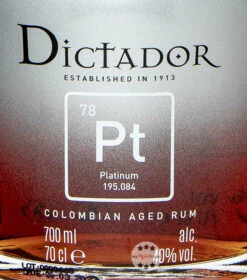 DICTADOR
ESTABLISHED IN 1913
78
Pt
Platinum
195.084
COLOMBIAN AGED RUM
700 ml alc.
70 cl e 40% vol.